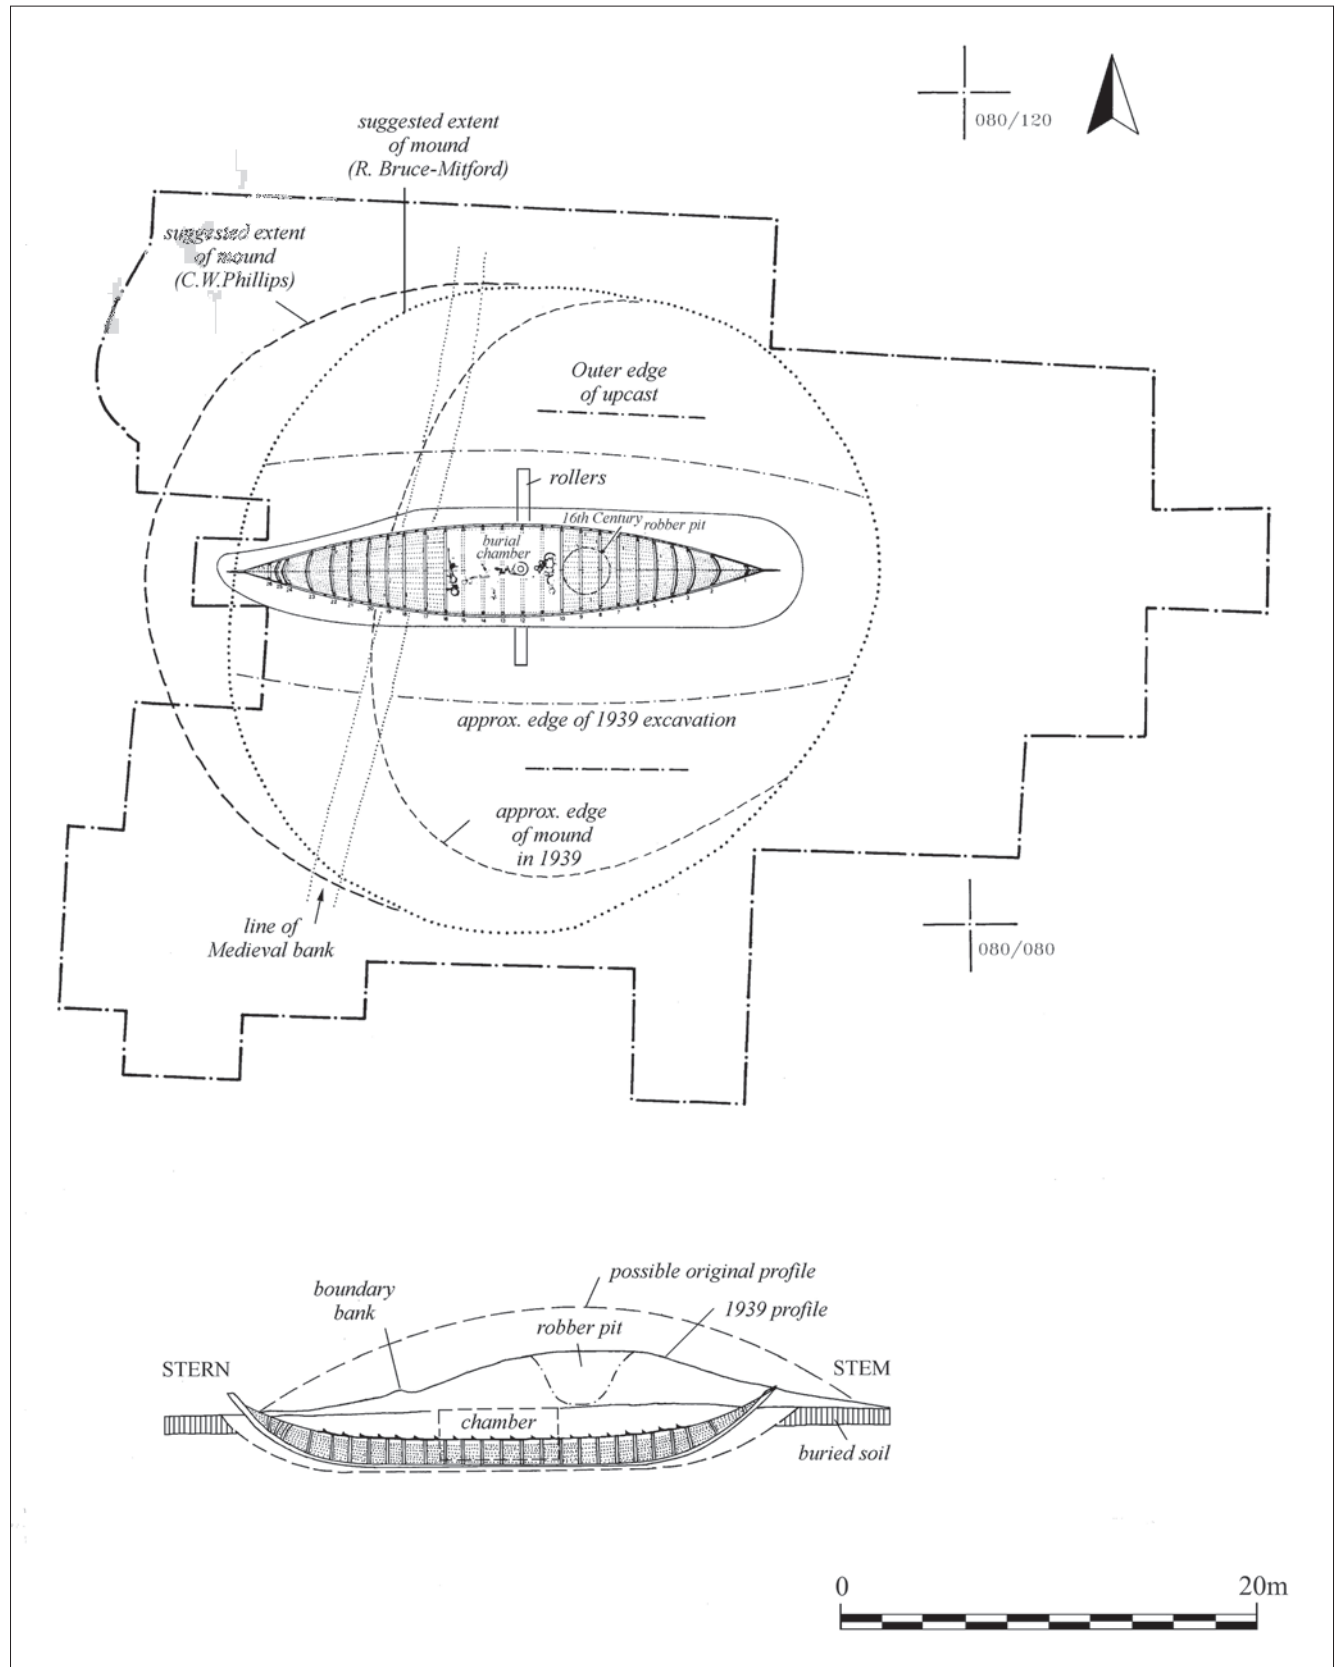 080/120
suggested extent
of mound
(R. Bruce-Mitford)
suggested extent
of mound
(C.W.Phillips)
Outer edge
of upcast
rollers
16th Century robber pit
burial
chamber
approx. edge of 1939 excavation
approx. edge
of mound
in 1939
line of
Medieval bank
080/080
possible original profile
boundary
bank
1939 profile
robber pit
STERN
STEM
chamber
buried soil
0 20m